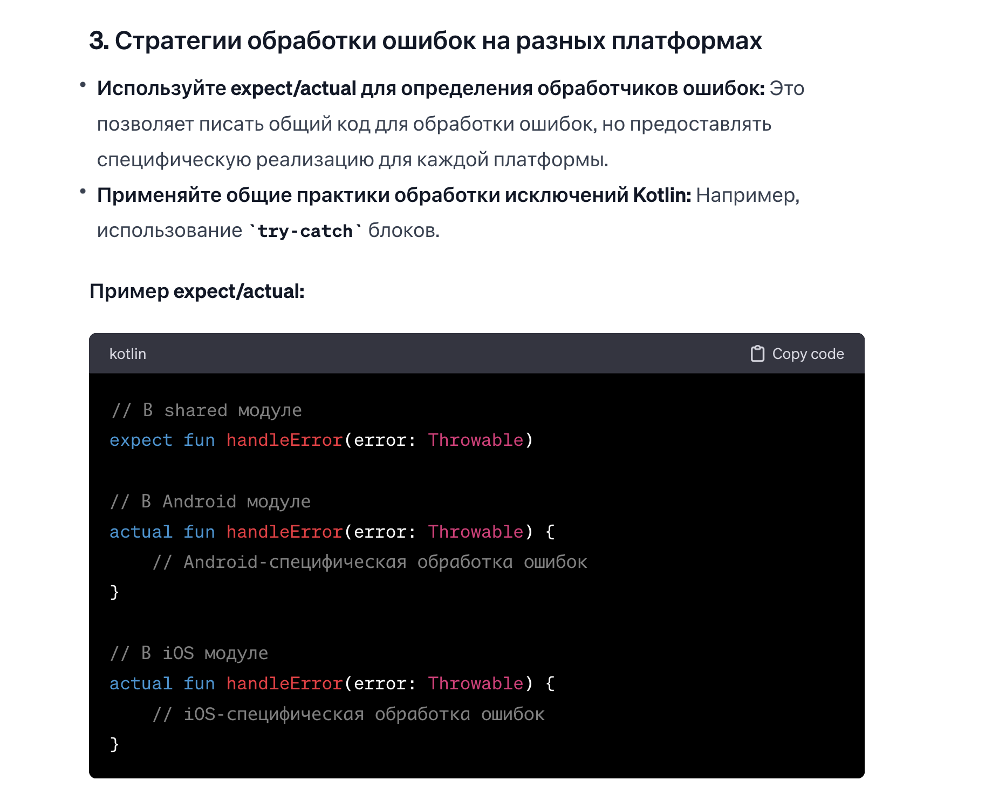 3. Стратегии обработки ошибок на разных платформах
• Используйте expect/actual для определения обработчиков ошибок: Это
позволяет писать общий код для обработки ошибок, но предоставлять
специфическую реализацию для каждой платформы.
• Применяйте общие практики обработки исключений Kotlin: Например,
использование `try-catch` блоков.
Пример expect/actual:
kotlin Copy code
// В shared модуле
expect fun handleError(error: Throwable)
// В Android модуле
actual fun handleError(error: Throwable) {
    // Android-специфическая обработка ошибок
}
// В iOS модуле
actual fun handleError(error: Throwable) {
    // iOS-специфическая обработка ошибок
}